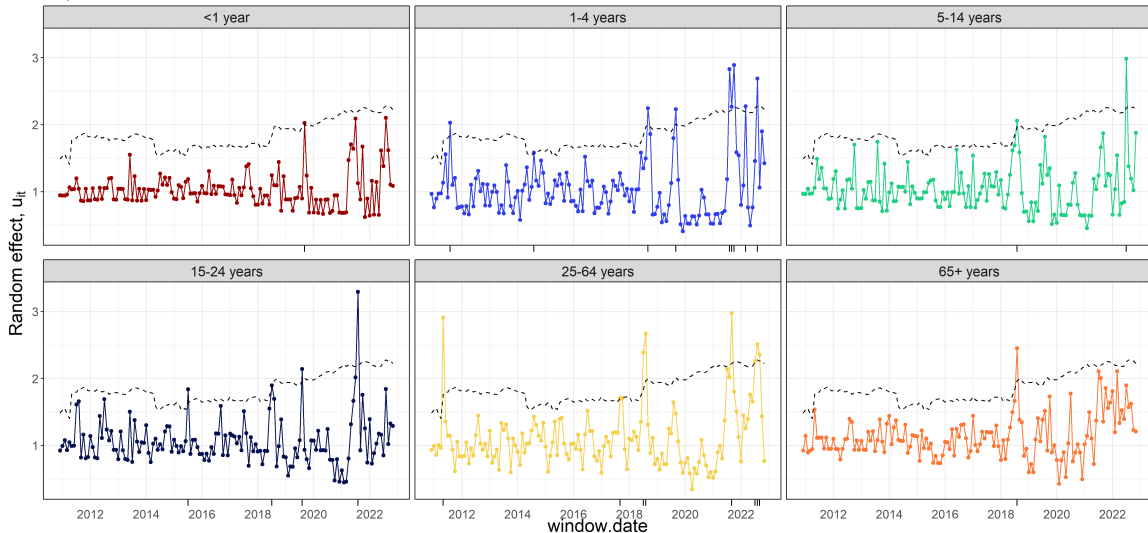 <1 year
1-4 years
5-14 years
3
2
1
15-24 years
25-64 years
65+ years
3
2
1
2012 2014 2016 2018 2020 2022 2012 2014 2016 2018 2020 2022 2012 2014 2016 2018 2020 2022
window.date
Random effect, uit